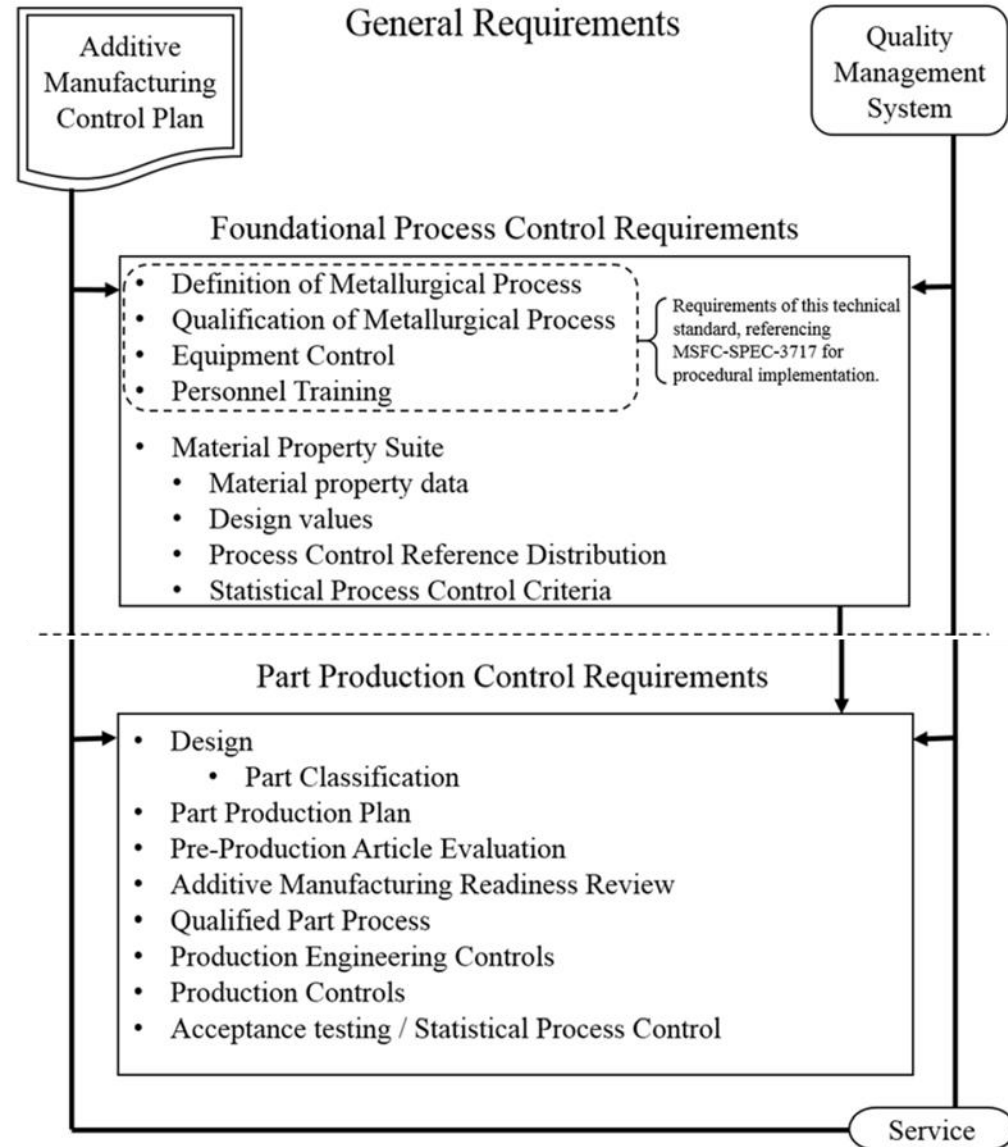 General Requirements
Additive
Manufacturing
Control Plan
Quality
Management
System
Foundational Process Control Requirements
• Definition of Metallurgical Process
• Qualification of Metallurgical Process
• Equipment Control
• Personnel Training
Requirements of this technical
standard, referencing
MSFC-SPEC-3717 for
procedural implementation.
• Material Property Suite
• Material property data
• Design values
• Process Control Reference Distribution
• Statistical Process Control Criteria
Part Production Control Requirements
• Design
• Part Classification
• Part Production Plan
• Pre-Production Article Evaluation
• Additive Manufacturing Readiness Review
• Qualified Part Process
• Production Engineering Controls
• Production Controls
• Acceptance testing / Statistical Process Control
Service